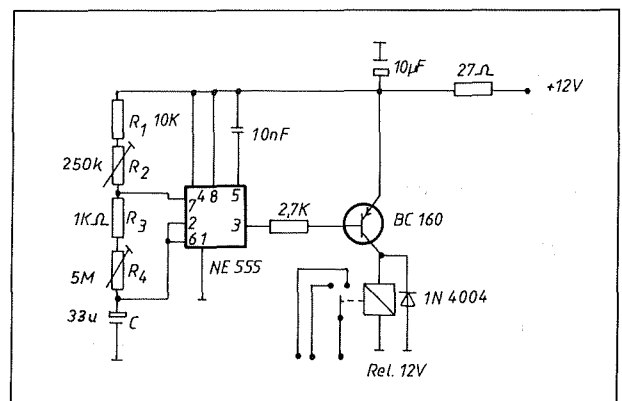 10µF
27Ω
+12V
R1 10K
10nF
250k R2
7 4 8 5
1KΩ R3
2
3
2,7K
BC 160
6 1
NE 555
5M R4
1N 4004
33u C
Rel. 12V